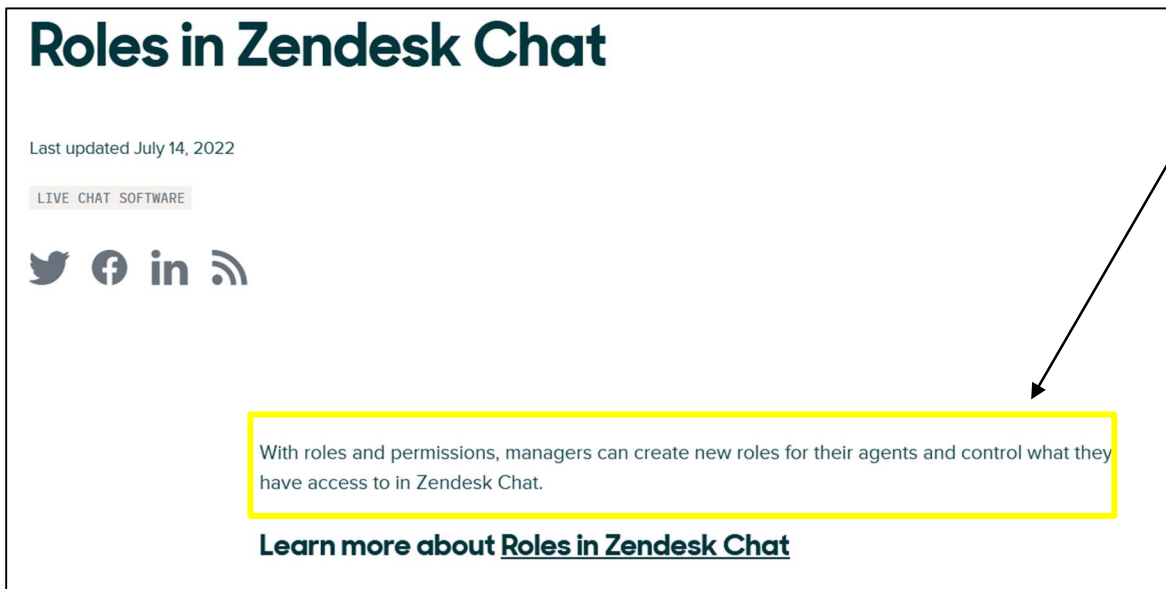 Roles in Zendesk Chat
Last updated July 14, 2022
LIVE CHAT SOFTWARE
With roles and permissions, managers can create new roles for their agents and control what they
have access to in Zendesk Chat.
Learn more about Roles in Zendesk Chat